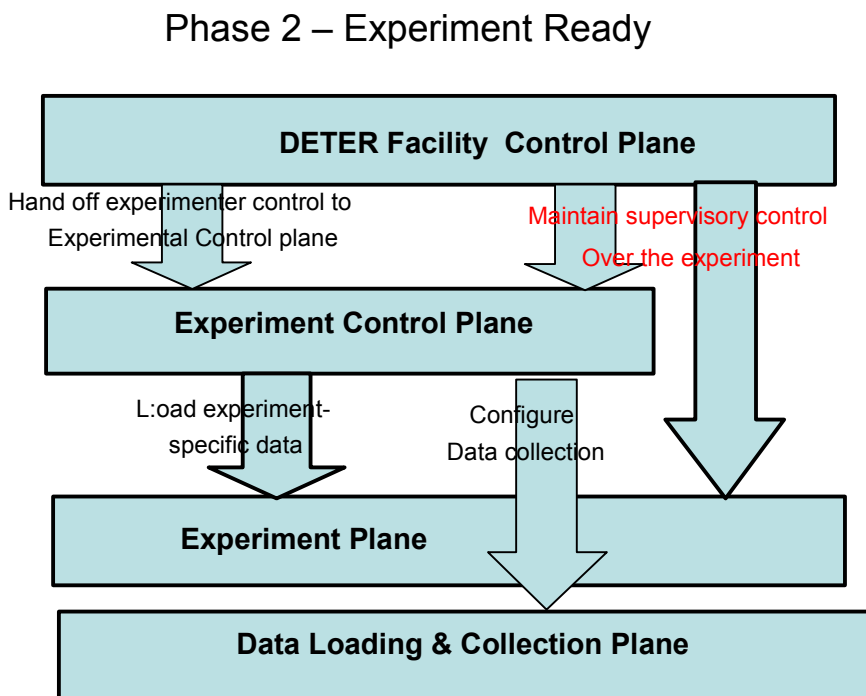 Phase 2 – Experiment Ready
DETER Facility  Control Plane
Hand off experimenter control to
Experimental Control plane
Maintain supervisory control
Over the experiment
Experiment Control Plane
L:oad experiment-
specific data
Configure
Data collection
Experiment Plane
Data Loading & Collection Plane